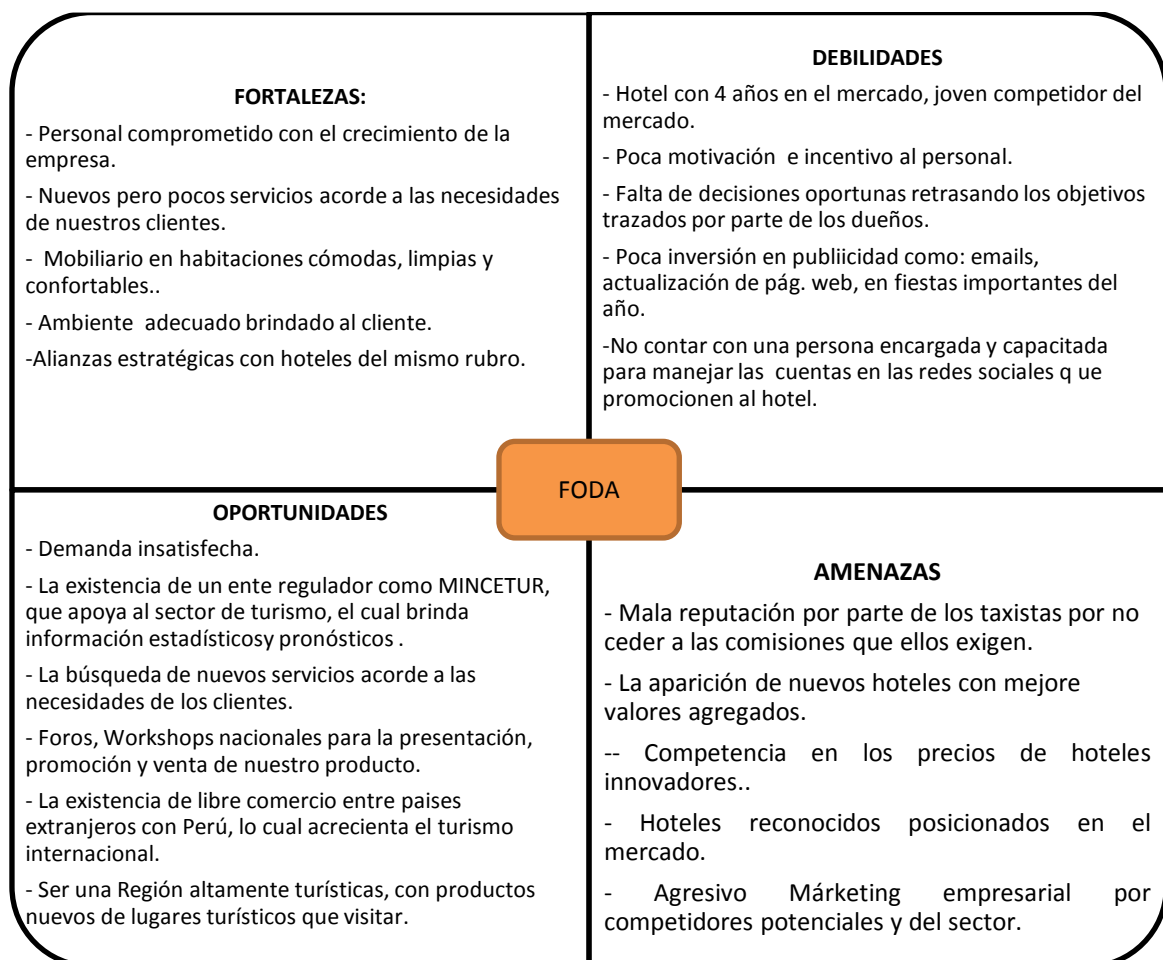 FORTALEZAS:
- Personal comprometido con el crecimiento de la
empresa.
- Nuevos pero pocos servicios acorde a las necesidades
de nuestros clientes.
- Mobiliario en habitaciones cómodas, limpias y
confortables..
- Ambiente adecuado brindado al cliente.
-Alianzas estratégicas con hoteles del mismo rubro.
DEBILIDADES
- Hotel con 4 años en el mercado, joven competidor del
mercado.
- Poca motivación e incentivo al personal.
- Falta de decisiones oportunas retrasando los objetivos
trazados por parte de los dueños.
- Poca inversión en publiicidad como: emails,
actualización de pág. web, en fiestas importantes del
año.
-No contar con una persona encargada y capacitada
para manejar las cuentas en las redes sociales q ue
promocionen al hotel.
FODA
OPORTUNIDADES
- Demanda insatisfecha.
- La existencia de un ente regulador como MINCETUR,
que apoya al sector de turismo, el cual brinda
información estadísticosy pronósticos .
- La búsqueda de nuevos servicios acorde a las
necesidades de los clientes.
- Foros, Workshops nacionales para la presentación,
promoción y venta de nuestro producto.
- La existencia de libre comercio entre paises
extranjeros con Perú, lo cual acrecienta el turismo
internacional.
- Ser una Región altamente turísticas, con productos
nuevos de lugares turísticos que visitar.
AMENAZAS
- Mala reputación por parte de los taxistas por no
ceder a las comisiones que ellos exigen.
- La aparición de nuevos hoteles con mejore
valores agregados.
-- Competencia en los precios de hoteles
innovadores..
- Hoteles reconocidos posicionados en el
mercado.
- Agresivo Márketing empresarial por
competidores potenciales y del sector.